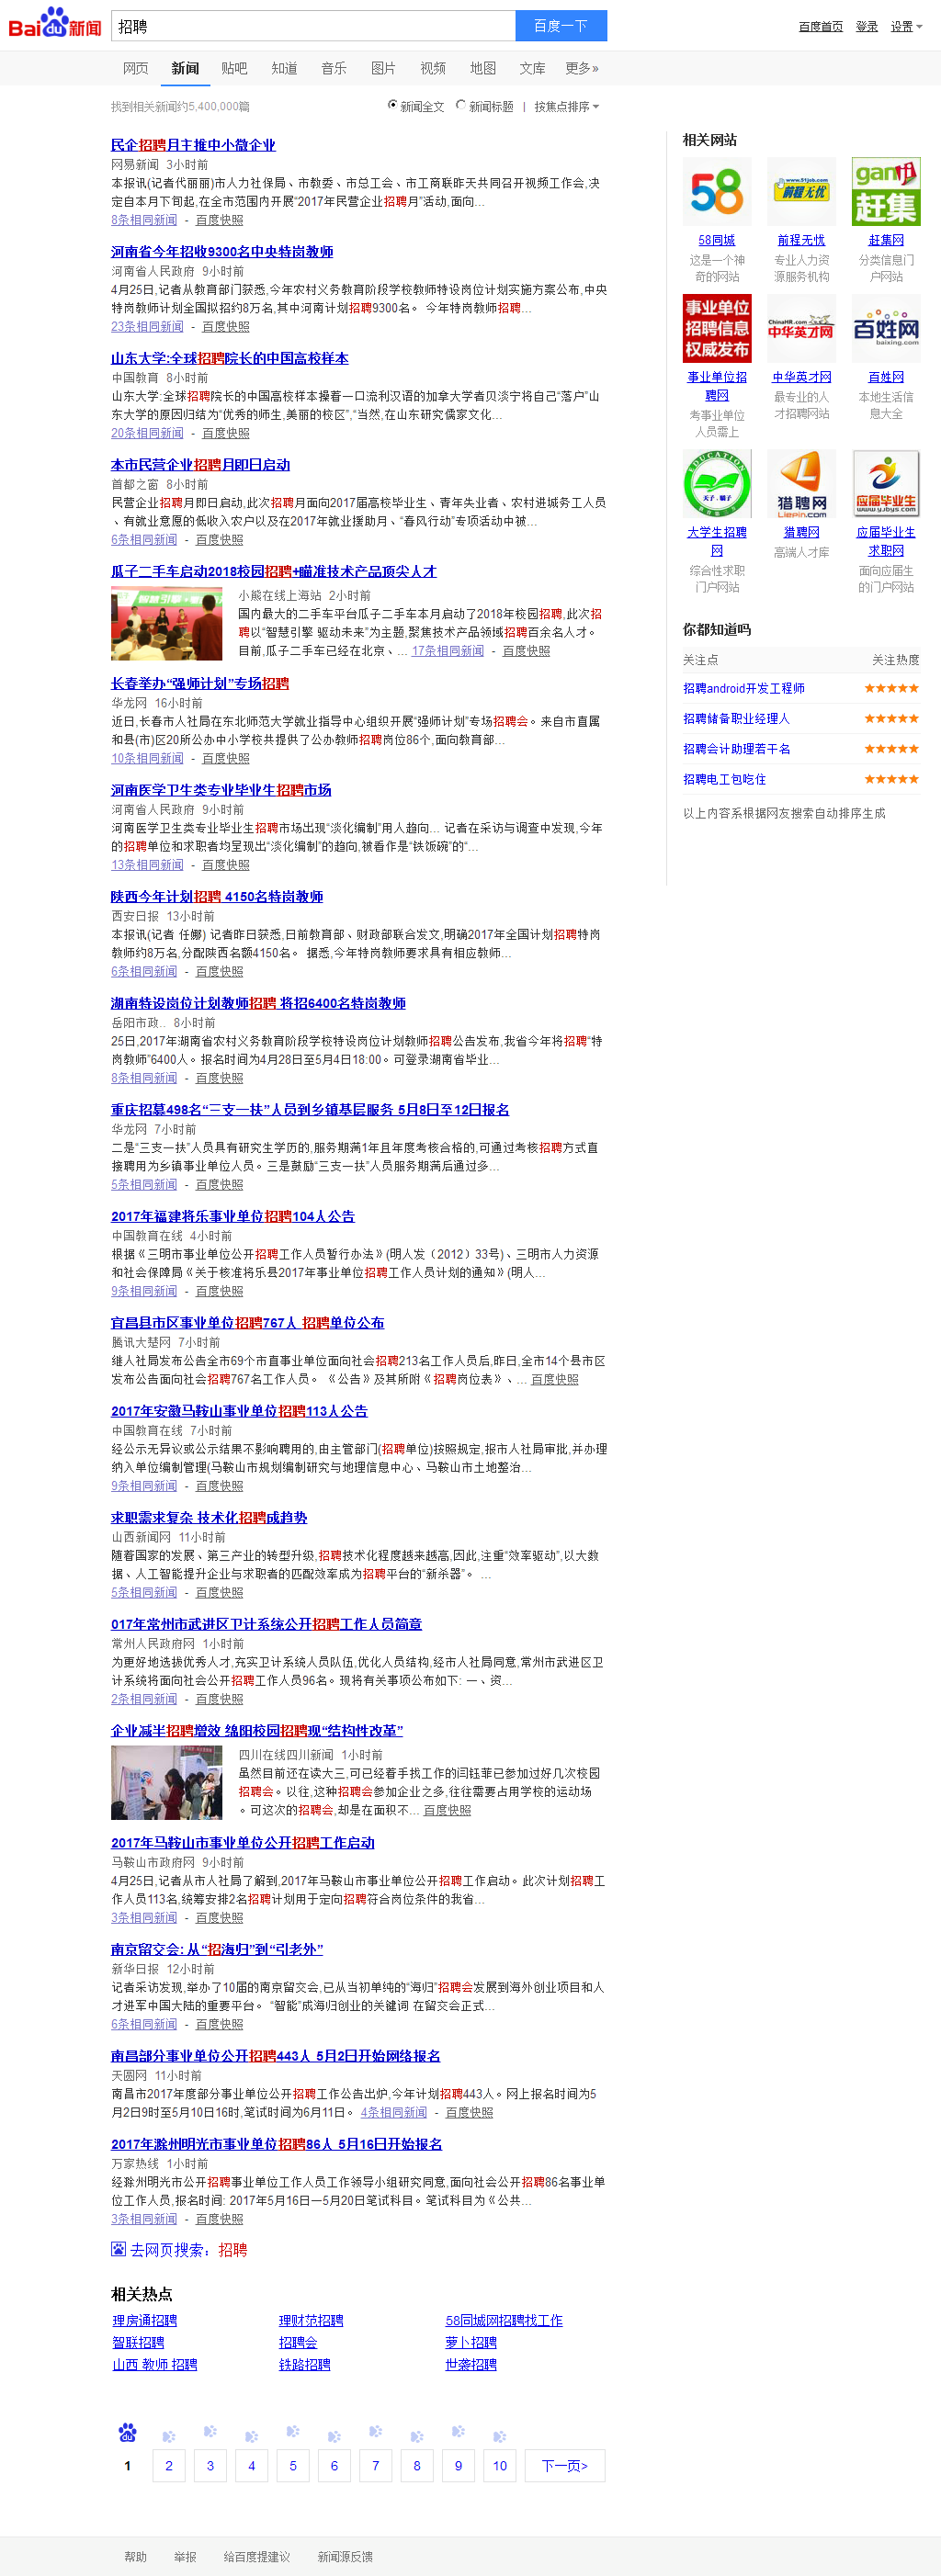 Bai du 新闻 招聘 百度一下 百度首页 登录 设置
网页 新闻 贴吧 知道 音乐 图片 视频 地图 文库 更多»
找到相关新闻约5,400,000篇 新闻全文 新闻标题 | 按焦点排序
民企招聘月主推中小微企业
网易新闻 3小时前
本报讯(记者代丽丽)市人力社保局、市教委、市总工会、市工商联昨天共同召开视频工作会,决
定自本月下旬起,在全市范围内开展“2017年民营企业招聘月”活动,面向...
8条相同新闻 - 百度快照
河南省今年招收9300名中央特岗教师
河南省人民政府 9小时前
4月25日,记者从教育部门获悉,今年农村义务教育阶段学校教师特设岗位计划实施方案公布,中央
特岗教师计划全国拟招约8万名,其中河南计划招聘9300名。 今年特岗教师招聘...
23条相同新闻 - 百度快照
山东大学:全球招聘院长的中国高校样本
中国教育 8小时前
山东大学:全球招聘院长的中国高校样本操着一口流利汉语的加拿大学者贝淡宁将自己“落户”山
东大学的原因归结为“优秀的师生,美丽的校区”,“当然,在山东研究儒家文化...
20条相同新闻 - 百度快照
本市民营企业招聘月即日启动
首都之窗 8小时前
民营企业招聘月即日启动,此次招聘月面向2017届高校毕业生、青年失业者、农村进城务工人员
、有就业意愿的低收入农户以及在2017年就业援助月、“春风行动”专项活动中被...
6条相同新闻 - 百度快照
瓜子二手车启动2018校园招聘+瞄准技术产品顶尖人才
小熊在线上海站 2小时前
国内最大的二手车平台瓜子二手车本月启动了2018年校园招聘,此次招
聘以“智慧引擎 驱动未来”为主题,聚焦技术产品领域招聘百余名人才。
目前,瓜子二手车已经在北京、... 17条相同新闻 - 百度快照
长春举办“强师计划”专场招聘
华龙网 16小时前
近日,长春市人社局在东北师范大学就业指导中心组织开展“强师计划”专场招聘会。来自市直属
和县(市)区20所公办中小学校共提供了公办教师招聘岗位86个,面向教育部...
10条相同新闻 - 百度快照
河南医学卫生类专业毕业生招聘市场
河南省人民政府 9小时前
河南医学卫生类专业毕业生招聘市场出现“淡化编制”用人趋向... 记者在采访与调查中发现,今年
的招聘单位和求职者均呈现出“淡化编制”的趋向,被看作是“铁饭碗”的“...
13条相同新闻 - 百度快照
陕西今年计划招聘 4150名特岗教师
西安日报 13小时前
本报讯(记者 任娜) 记者昨日获悉,日前教育部、财政部联合发文,明确2017年全国计划招聘特岗
教师约8万名,分配陕西名额4150名。 据悉,今年特岗教师要求具有相应教师...
6条相同新闻 - 百度快照
湖南特设岗位计划教师招聘 将招6400名特岗教师
岳阳市政.. 8小时前
25日,2017年湖南省农村义务教育阶段学校特设岗位计划教师招聘公告发布,我省今年将招聘“特
岗教师”6400人。报名时间为4月28日至5月4日18:00。可登录湖南省毕业...
8条相同新闻 - 百度快照
重庆招募498名“三支一扶”人员到乡镇基层服务 5月8日至12日报名
华龙网 7小时前
二是“三支一扶”人员具有研究生学历的,服务期满1年且年度考核合格的,可通过考核招聘方式直
接聘用为乡镇事业单位人员。三是鼓励“三支一扶”人员服务期满后通过多...
5条相同新闻 - 百度快照
2017年福建将乐事业单位招聘104人公告
中国教育在线 4小时前
根据《三明市事业单位公开招聘工作人员暂行办法》(明人发〔2012〕33号)、三明市人力资源
和社会保障局《关于核准将乐县2017年事业单位招聘工作人员计划的通知》(明人...
9条相同新闻 - 百度快照
宜昌县市区事业单位招聘767人 招聘单位公布
腾讯大楚网 7小时前
继人社局发布公告全市69个市直事业单位面向社会招聘213名工作人员后,昨日,全市14个县市区
发布公告面向社会招聘767名工作人员。 《公告》及其所附《招聘岗位表》、... 百度快照
2017年安徽马鞍山事业单位招聘113人公告
中国教育在线 7小时前
经公示无异议或公示结果不影响聘用的,由主管部门(招聘单位)按照规定,报市人社局审批,并办理
纳入单位编制管理(马鞍山市规划编制研究与地理信息中心、马鞍山市土地整治...
9条相同新闻 - 百度快照
求职需求复杂 技术化招聘成趋势
山西新闻网 11小时前
随着国家的发展、第三产业的转型升级,招聘技术化程度越来越高,因此,注重“效率驱动”,以大数
据、人工智能提升企业与求职者的匹配效率成为招聘平台的“新杀器”。 ...
5条相同新闻 - 百度快照
017年常州市武进区卫计系统公开招聘工作人员简章
常州人民政府网 1小时前
为更好地选拔优秀人才,充实卫计系统人员队伍,优化人员结构,经市人社局同意,常州市武进区卫
计系统将面向社会公开招聘工作人员96名。现将有关事项公布如下: 一、资...
2条相同新闻 - 百度快照
企业减半招聘增效 绵阳校园招聘现“结构性改革”
四川在线四川新闻 1小时前
虽然目前还在读大三,可已经着手找工作的闫钰菲已参加过好几次校园
招聘会。以往,这种招聘会参加企业之多,往往需要占用学校的运动场
。可这次的招聘会,却是在面积不... 百度快照
2017年马鞍山市事业单位公开招聘工作启动
马鞍山市政府网 9小时前
4月25日,记者从市人社局了解到,2017年马鞍山市事业单位公开招聘工作启动。此次计划招聘工
作人员113名,统筹安排2名招聘计划用于定向招聘符合岗位条件的我省...
3条相同新闻 - 百度快照
南京留交会: 从“招海归”到“引老外”
新华日报 12小时前
记者采访发现,举办了10届的南京留交会,已从当初单纯的“海归”招聘会发展到海外创业项目和人
才进军中国大陆的重要平台。 “智能”成海归创业的关键词 在留交会正式...
6条相同新闻 - 百度快照
南昌部分事业单位公开招聘443人 5月2日开始网络报名
天圆网 11小时前
南昌市2017年度部分事业单位公开招聘工作公告出炉,今年计划招聘443人。网上报名时间为5
月2日9时至5月10日16时,笔试时间为6月11日。 4条相同新闻 - 百度快照
2017年滁州明光市事业单位招聘86人 5月16日开始报名
万家热线 1小时前
经滁州明光市公开招聘事业单位工作人员工作领导小组研究同意,面向社会公开招聘86名事业单
位工作人员,报名时间: 2017年5月16日—5月20日笔试科目。笔试科目为《公共...
3条相同新闻 - 百度快照
去网页搜索：招聘
相关热点
理房通招聘 理财范招聘 58同城网招聘找工作
智联招聘 招聘会 萝卜招聘
山西 教师 招聘 铁路招聘 世袭招聘
1 2 3 4 5 6 7 8 9 10 下一页>
相关网站
58 www.51job.com 前程无忧 ganji 赶集
58同城 前程无忧 赶集网
这是一个神 专业人力资 分类信息门
奇的网站 源服务机构 户网站
事业单位 招聘信息 权威发布 ChinaHR.com 中华英才网 百姓网 baixing.com
事业单位招 中华英才网 百姓网
聘网 最专业的人 本地生活信
考事业单位 才招聘网站 息大全
人员需上
EDUCATION 天子、骄子 猎聘网 Liepin.com 应届毕业生 www.yjbys.com
大学生招聘 猎聘网 应届毕业生
网 高端人才库 求职网
综合性求职 面向应届生
门户网站 的门户网站
你都知道吗
关注点 关注热度
招聘android开发工程师 ★★★★★
招聘储备职业经理人 ★★★★★
招聘会计助理若干名 ★★★★★
招聘电工包吃住 ★★★★★
以上内容系根据网友搜索自动排序生成
帮助 举报 给百度提建议 新闻源反馈